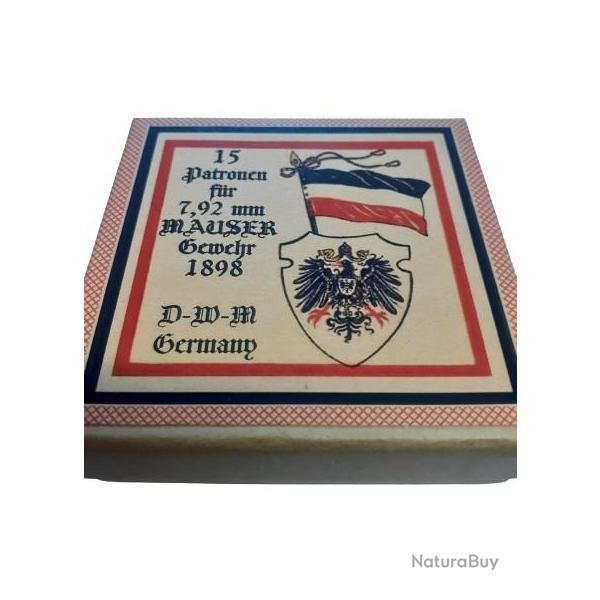 15
Patronen
für
7,92 mm
MAUSER
Gewehr
1898
D-W-M
Germany
NaturaBuy